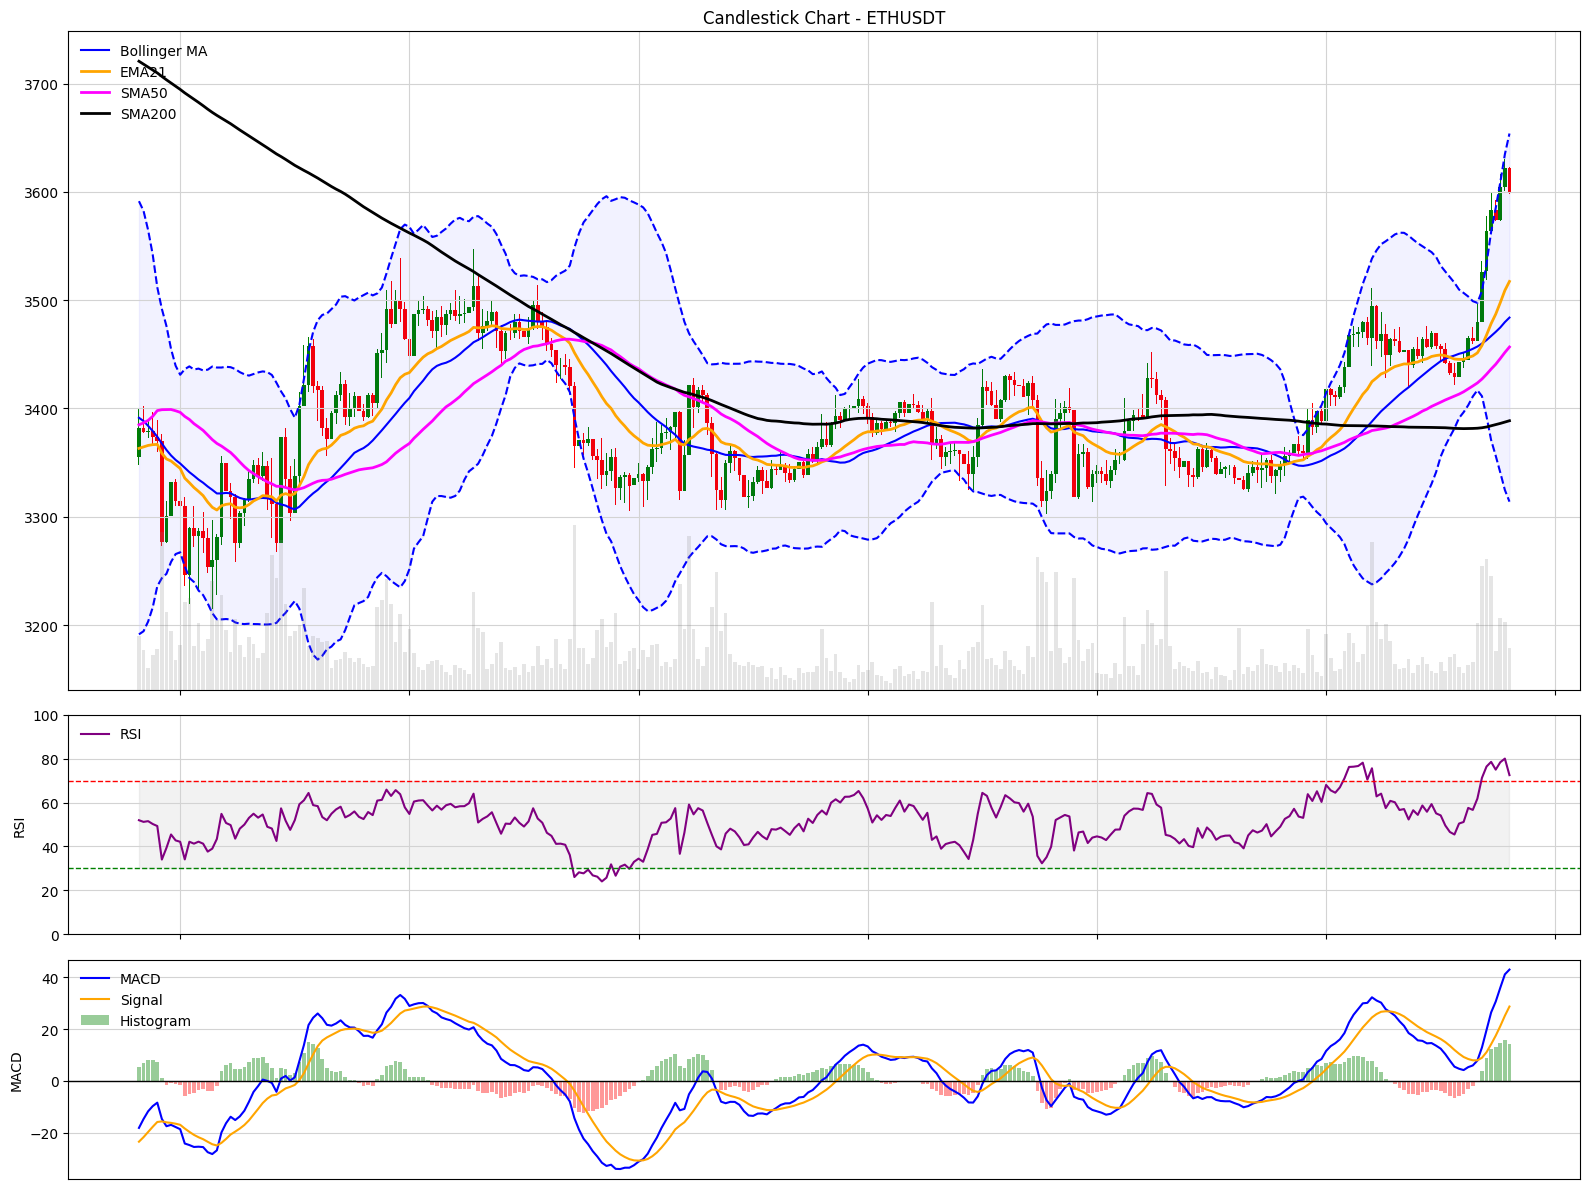 Candlestick Chart - ETHUSDT
Bollinger MA
EMA21
SMA50
SMA200
3700
3600
3500
3400
3300
3200
RSI
100
80
60
40
20
0
RSI
MACD
Signal
Histogram
40
20
0
−20
MACD